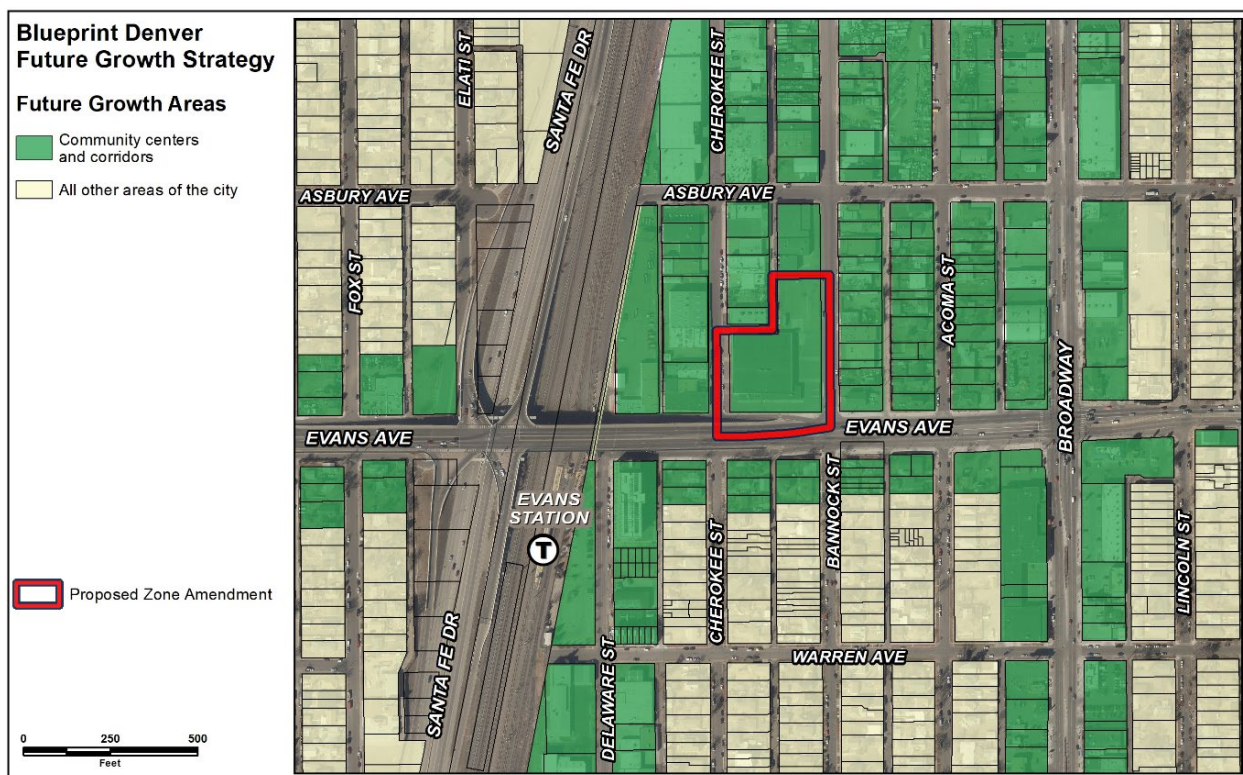 Blueprint Denver
Future Growth Strategy
Future Growth Areas
Community centers
and corridors
All other areas of the city
Proposed Zone Amendment
0 250 500
Feet
ELATI ST
SANTA FE DR
CHEROKEE ST
ASBURY AVE
ASBURY AVE
FOX ST
ACOMA ST
BROADWAY
EVANS AVE
EVANS AVE
EVANS
STATION
T
CHEROKEE ST
BANNOCK ST
LINCOLN ST
WARREN AVE
SANTA FE DR
DELAWARE ST